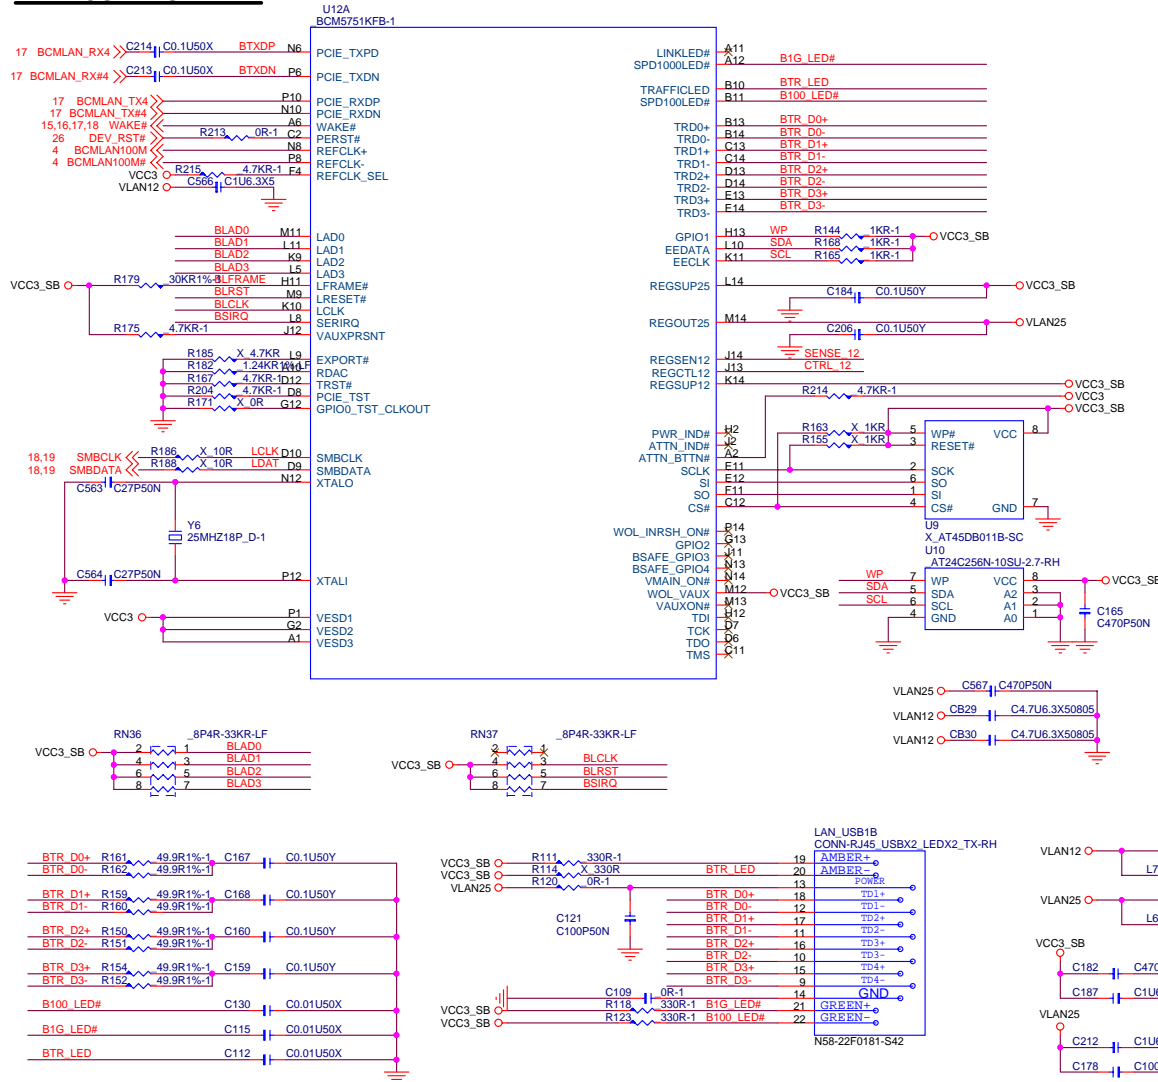 U12A
BCM5751KFB-1
17 BCMLAN_RX4 C214 C0.1U50X BTXDP N6 PCIE_TXPD
17 BCMLAN_RX#4 C213 C0.1U50X BTXDN P6 PCIE_TXDN
17 BCMLAN_TX4 P10 PCIE_RXDP
17 BCMLAN_TX#4 N10 PCIE_RXDN
15,16,17,18 WAKE# A6 WAKE#
26 DEV_RST# R213 0R-1 C2 PERST#
4 BCMLAN100M N8 REFCLK+
4 BCMLAN100M# P8 REFCLK-
VCC3 R215 4.7KR-1 F4 REFCLK_SEL
VLAN12 C566 C1U6.3X5
BLAD0 M11 LAD0
BLAD1 L11 LAD1
BLAD2 K9 LAD2
BLAD3 L5 LAD3
VCC3_SB R179 30KR1%-1 BLFRAME H11 LFRAME#
BLRST M9 LRESET#
BLCLK K10 LCLK
BSIRQ L8 SERIRQ
R175 4.7KR-1 J12 VAUXPRSNT
R185 X_4.7KR L9 EXPORT#
R182 _1.24KR1%-LF A10 RDAC
R167 4.7KR-1 D12 TRST#
R204 4.7KR-1 D8 PCIE_TST
R171 X_0R G12 GPIO0_TST_CLKOUT
18,19 SMBCLK R186 X_10R LCLK D10 SMBCLK
18,19 SMBDATA R188 X_10R LDAT D9 SMBDATA
N12 XTALO
C563 C27P50N
Y6
25MHZ18P_D-1
C564 C27P50N P12 XTALI
VCC3 P1 VESD1
G2 VESD2
A1 VESD3
LINKLED# A11
SPD1000LED# A12 B1G_LED#
TRAFFICLED B10 BTR_LED
SPD100LED# B11 B100_LED#
TRD0+ B13 BTR_D0+
TRD0- B14 BTR_D0-
TRD1+ C13 BTR_D1+
TRD1- C14 BTR_D1-
TRD2+ D13 BTR_D2+
TRD2- D14 BTR_D2-
TRD3+ E13 BTR_D3+
TRD3- E14 BTR_D3-
GPIO1 H13 WP R144 1KR-1 VCC3_SB
EEDATA L10 SDA R168 1KR-1
EECLK K11 SCL R165 1KR-1
REGSUP25 L14 VCC3_SB
C184 C0.1U50Y
REGOUT25 M14 VLAN25
C206 C0.1U50Y
REGSEN12 J14 SENSE_12
REGCTL12 J13 CTRL_12
REGSUP12 K14 VCC3_SB
R214 4.7KR-1 VCC3
VCC3_SB
PWR_IND# H2 R163 X_1KR
ATTN_IND# J2 R155 X_1KR
ATTN_BTTN# A2
SCLK E11
SI E12
SO F11
CS# C12
5 WP# VCC 8
3 RESET#
2 SCK
6 SO
1 SI
4 CS# GND 7
U9
X_AT45DB011B-SC
WOL_INRSH_ON# P14
GPIO2 G13
BSAFE_GPIO3 J11
BSAFE_GPIO4 N13
VMAIN_ON# N14
WOL_VAUX M12 VCC3_SB
VAUXON# M13
TDI H12
TCK D7
TDO D6
TMS C11
U10
AT24C256N-10SU-2.7-RH
WP 7 WP VCC 8 VCC3_SB
SDA 5 SDA A2 3
SCL 6 SCL A1 2
4 GND A0 1
C165
C470P50N
VLAN25 C567 C470P50N
VLAN12 CB29 C4.7U6.3X50805
VLAN12 CB30 C4.7U6.3X50805
RN36 _8P4R-33KR-LF
VCC3_SB 2 1 BLAD0
4 3 BLAD1
6 5 BLAD2
8 7 BLAD3
RN37 _8P4R-33KR-LF
2 1
VCC3_SB 4 3 BLCLK
6 5 BLRST
8 7 BSIRQ
BTR_D0+ R161 49.9R1%-1 C167 C0.1U50Y
BTR_D0- R162 49.9R1%-1
BTR_D1+ R159 49.9R1%-1 C168 C0.1U50Y
BTR_D1- R160 49.9R1%-1
BTR_D2+ R150 49.9R1%-1 C160 C0.1U50Y
BTR_D2- R151 49.9R1%-1
BTR_D3+ R154 49.9R1%-1 C159 C0.1U50Y
BTR_D3- R152 49.9R1%-1
B100_LED# C130 C0.01U50X
B1G_LED# C115 C0.01U50X
BTR_LED C112 C0.01U50X
LAN_USB1B
CONN-RJ45_USBX2_LEDX2_TX-RH
VCC3_SB R111 330R-1 19 AMBER+
VCC3_SB R114 X_330R BTR_LED 20 AMBER-
VLAN25 R120 0R-1 13 POWER
BTR_D0+ 18 TD1+
BTR_D0- 12 TD1-
BTR_D1+ 17 TD2+
BTR_D1- 11 TD2-
BTR_D2+ 16 TD3+
BTR_D2- 10 TD3-
BTR_D3+ 15 TD4+
BTR_D3- 9 TD4-
C121
C100P50N
C109 0R-1 14 GND
VCC3_SB R118 330R-1 B1G_LED# 21 GREEN+
VCC3_SB R123 330R-1 B100_LED# 22 GREEN-
N58-22F0181-S42
VLAN12
L7
VLAN25
L6
VCC3_SB
C182 C470
C187 C1U6
VLAN25
C212 C1U6
C178 C100